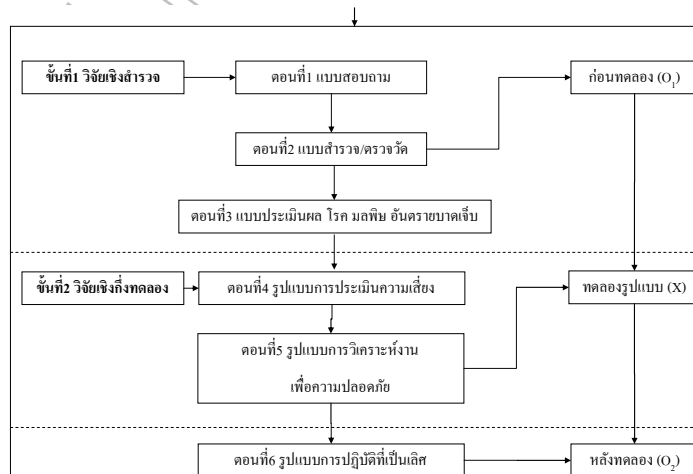 ขั้นที่1 วิจัยเชิงสำรวจ
ตอนที่1 แบบสอบถาม
ก่อนทดลอง (O₁)
ตอนที่2 แบบสำรวจ/ตรวจวัด
ตอนที่3 แบบประเมินผล โรค มลพิษ อันตรายบาดเจ็บ
ขั้นที่2 วิจัยเชิงกึ่งทดลอง
ตอนที่4 รูปแบบการประเมินความเสี่ยง
ทดลองรูปแบบ (X)
ตอนที่5 รูปแบบการวิเคราะห์งาน
เพื่อความปลอดภัย
ตอนที่6 รูปแบบการปฏิบัติที่เป็นเลิศ
หลังทดลอง (O₂)